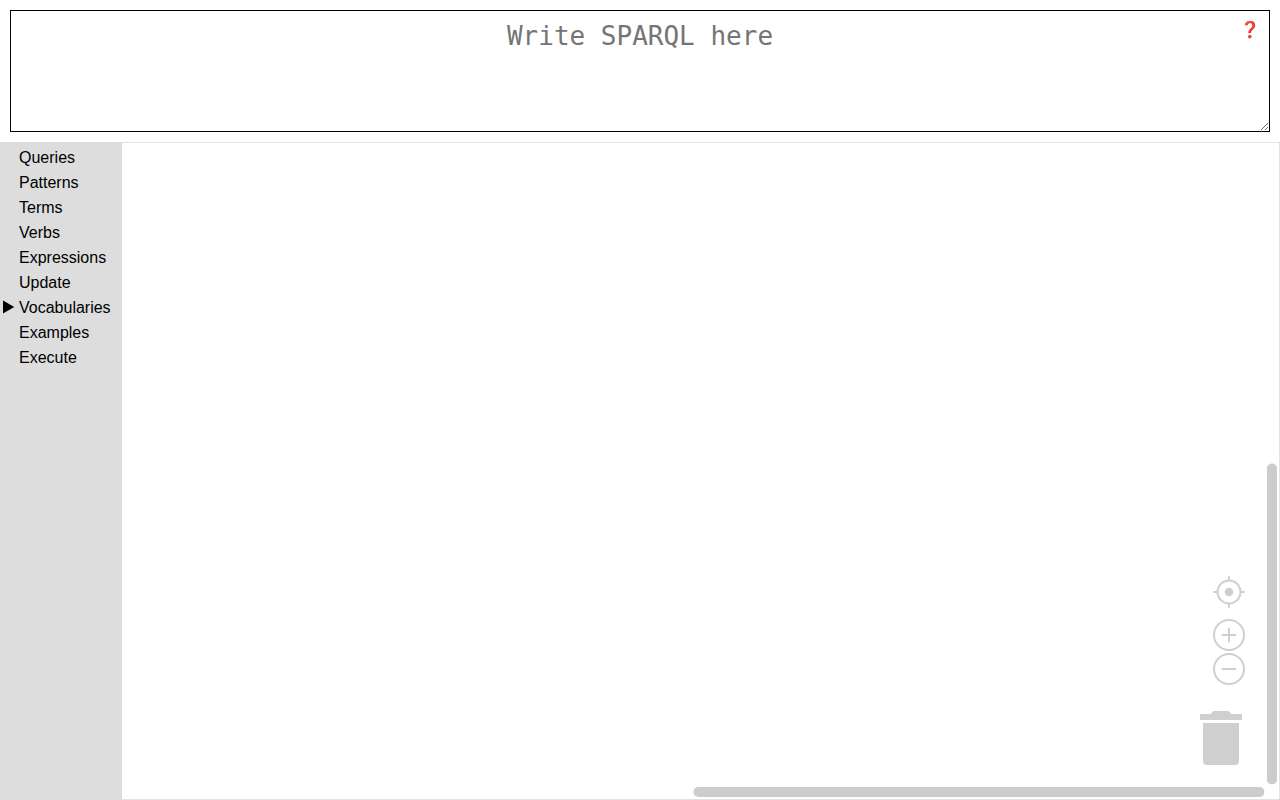 Write SPARQL here
❓
Queries
Patterns
Terms
Verbs
Expressions
Update
Vocabularies
Examples
Execute